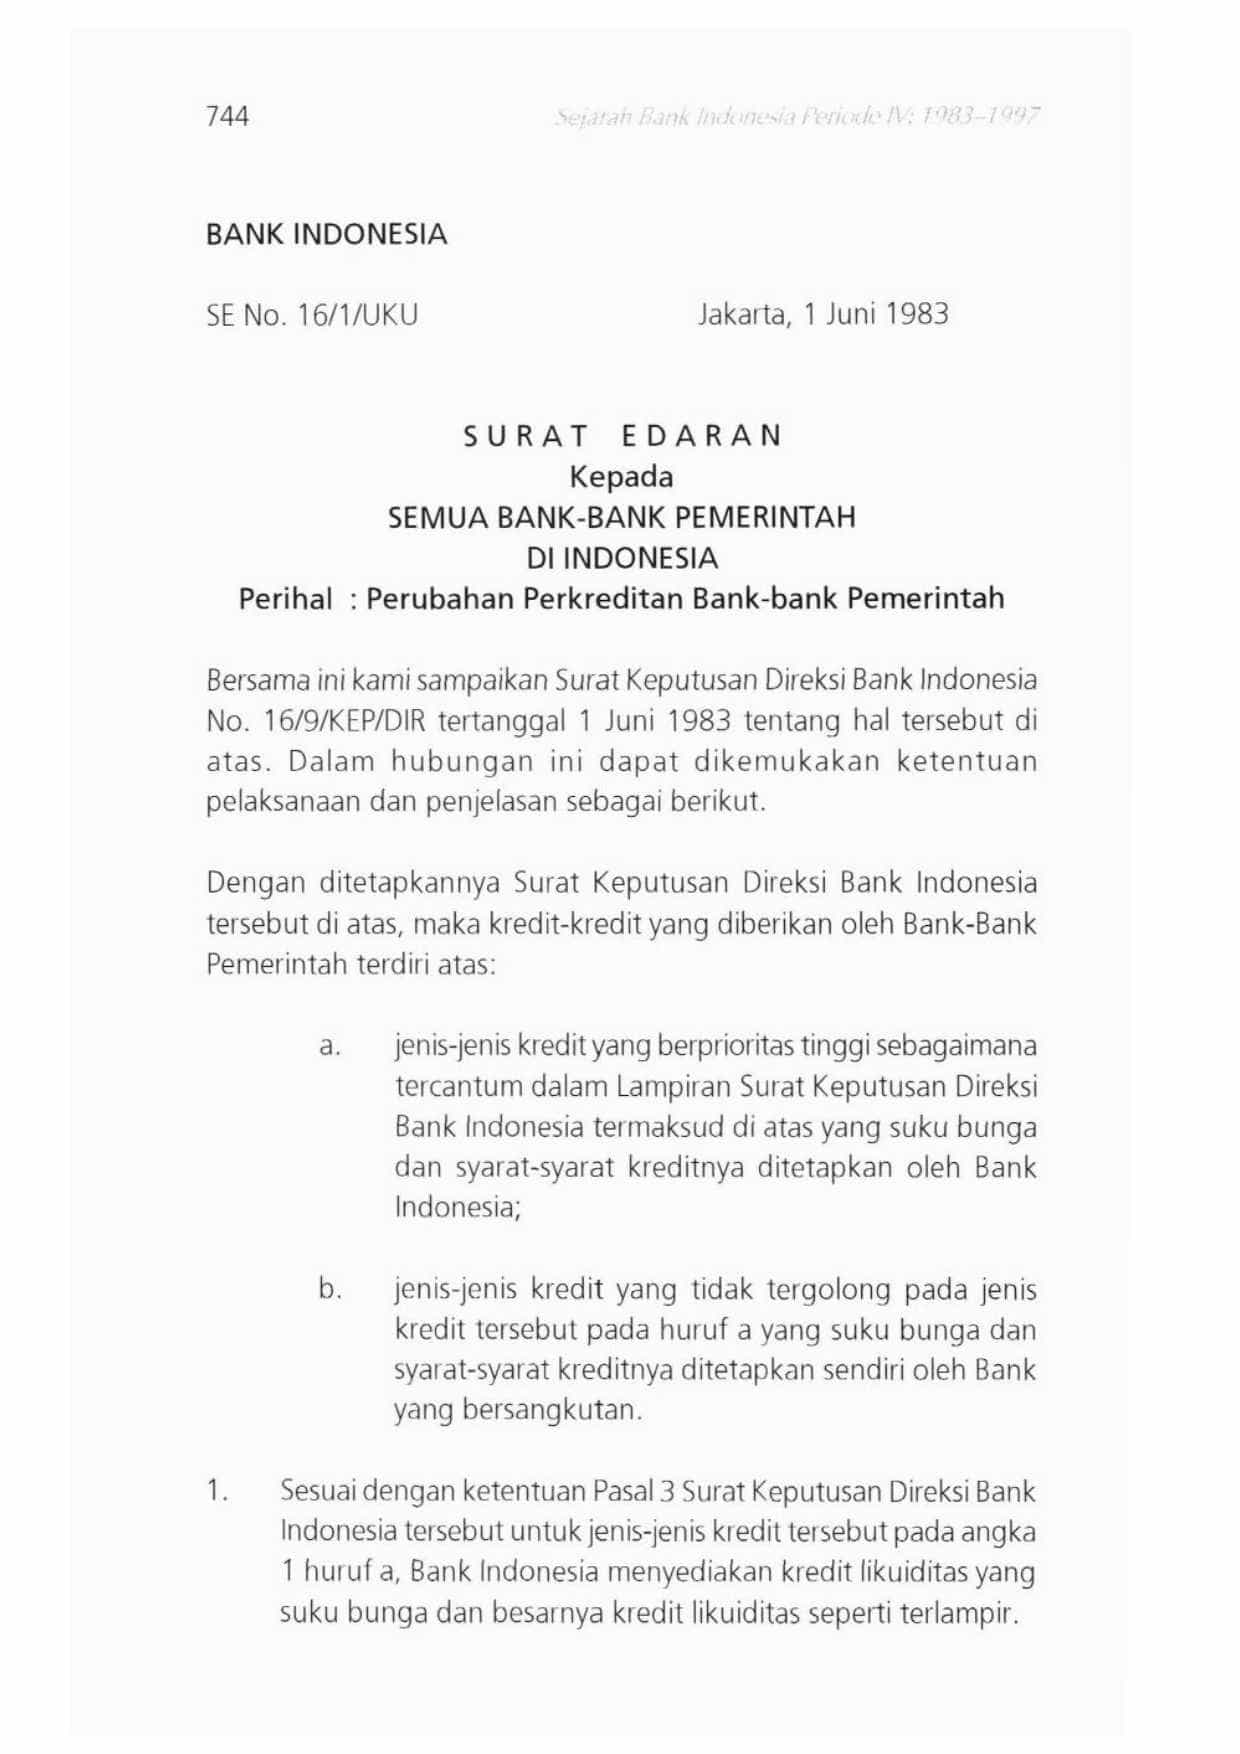 744
Sejarah Bank Indonesia Periode IV: 1983–1997
BANK INDONESIA
SE No. 16/1/UKU
Jakarta, 1 Juni 1983
SURAT EDARAN
Kepada
SEMUA BANK-BANK PEMERINTAH
DI INDONESIA
Perihal : Perubahan Perkreditan Bank-bank Pemerintah
Bersama ini kami sampaikan Surat Keputusan Direksi Bank Indonesia
No. 16/9/KEP/DIR tertanggal 1 Juni 1983 tentang hal tersebut di
atas. Dalam hubungan ini dapat dikemukakan ketentuan
pelaksanaan dan penjelasan sebagai berikut.
Dengan ditetapkannya Surat Keputusan Direksi Bank Indonesia
tersebut di atas, maka kredit-kredit yang diberikan oleh Bank-Bank
Pemerintah terdiri atas:
a. jenis-jenis kredit yang berprioritas tinggi sebagaimana
tercantum dalam Lampiran Surat Keputusan Direksi
Bank Indonesia termaksud di atas yang suku bunga
dan syarat-syarat kreditnya ditetapkan oleh Bank
Indonesia;
b. jenis-jenis kredit yang tidak tergolong pada jenis
kredit tersebut pada huruf a yang suku bunga dan
syarat-syarat kreditnya ditetapkan sendiri oleh Bank
yang bersangkutan.
1. Sesuai dengan ketentuan Pasal 3 Surat Keputusan Direksi Bank
Indonesia tersebut untuk jenis-jenis kredit tersebut pada angka
1 huruf a, Bank Indonesia menyediakan kredit likuiditas yang
suku bunga dan besarnya kredit likuiditas seperti terlampir.